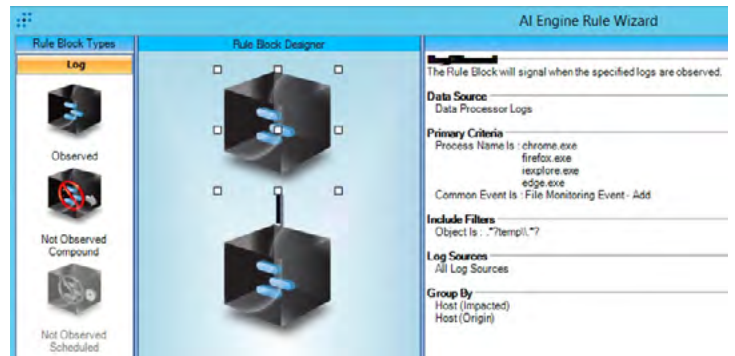 AI Engine Rule Wizard
Rule Block Types
Log
Observed
Not Observed
Compound
Not Observed
Scheduled
Rule Block Designer
The Rule Block will signal when the specified logs are observed.
Data Source
Data Processor Logs
Primary Criteria
Process Name Is : chrome.exe
firefox.exe
iexplore.exe
edge.exe
Common Event Is : File Monitoring Event - Add
Include Filters
Object Is : .*?temp\\.*?
Log Sources
All Log Sources
Group By
Host (Impacted)
Host (Origin)